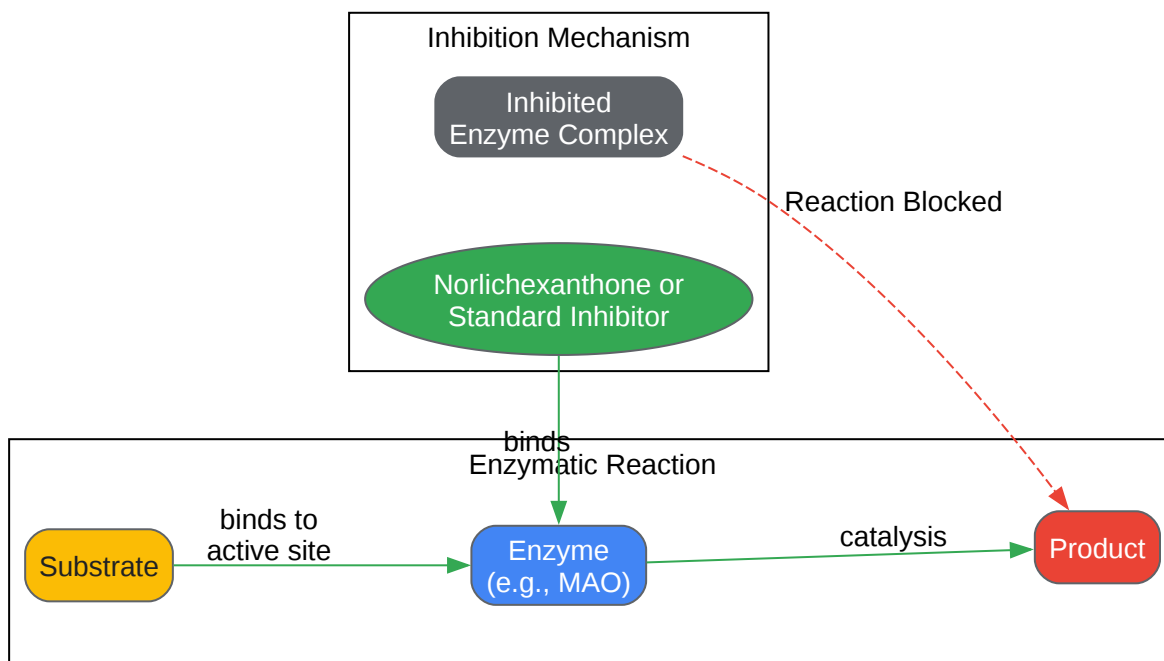 Inhibition Mechanism
Inhibited
Enzyme Complex
Reaction Blocked
Norlichexanthone or
Standard Inhibitor
binds
Enzymatic Reaction
binds to
active site
Substrate
Enzyme
(e.g., MAO)
catalysis
Product